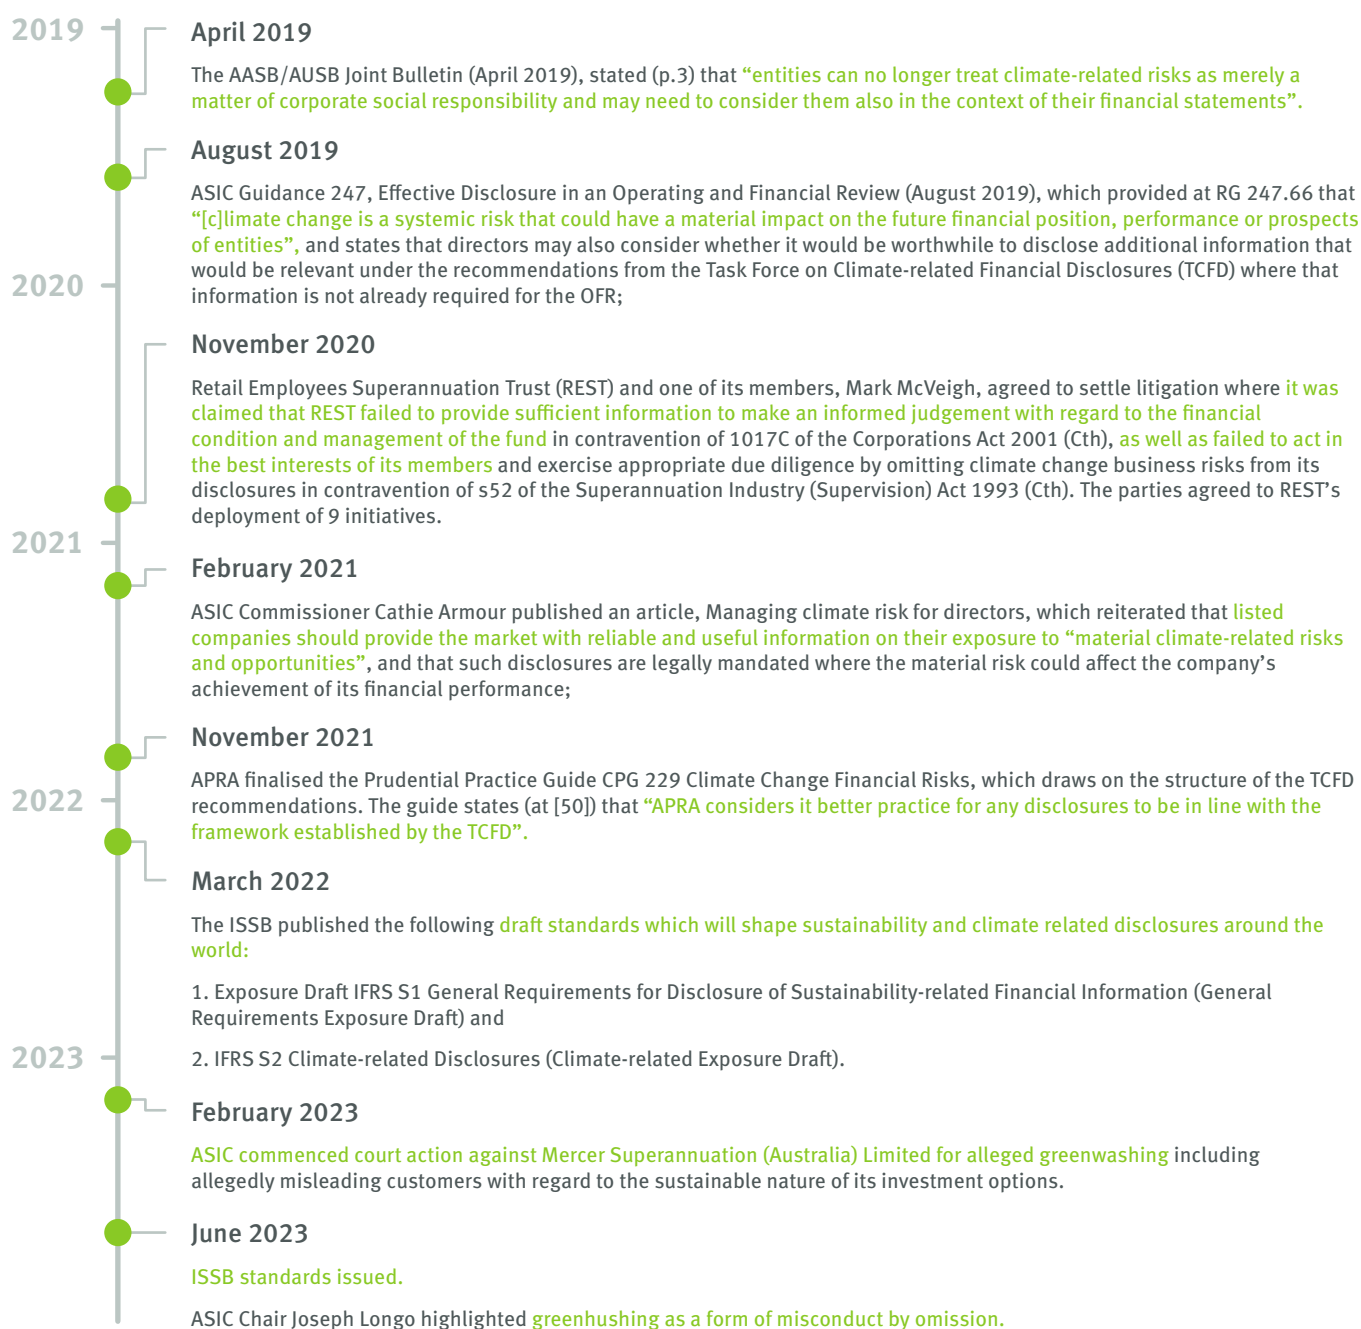 2019
April 2019
The AASB/AUSB Joint Bulletin (April 2019), stated (p.3) that “entities can no longer treat climate-related risks as merely a
matter of corporate social responsibility and may need to consider them also in the context of their financial statements”.
August 2019
ASIC Guidance 247, Effective Disclosure in an Operating and Financial Review (August 2019), which provided at RG 247.66 that
“[c]limate change is a systemic risk that could have a material impact on the future financial position, performance or prospects
of entities”, and states that directors may also consider whether it would be worthwhile to disclose additional information that
would be relevant under the recommendations from the Task Force on Climate-related Financial Disclosures (TCFD) where that
2020
information is not already required for the OFR;
November 2020
Retail Employees Superannuation Trust (REST) and one of its members, Mark McVeigh, agreed to settle litigation where it was
claimed that REST failed to provide sufficient information to make an informed judgement with regard to the financial
condition and management of the fund in contravention of 1017C of the Corporations Act 2001 (Cth), as well as failed to act in
the best interests of its members and exercise appropriate due diligence by omitting climate change business risks from its
disclosures in contravention of s52 of the Superannuation Industry (Supervision) Act 1993 (Cth). The parties agreed to REST’s
deployment of 9 initiatives.
2021
February 2021
ASIC Commissioner Cathie Armour published an article, Managing climate risk for directors, which reiterated that listed
companies should provide the market with reliable and useful information on their exposure to “material climate-related risks
and opportunities”, and that such disclosures are legally mandated where the material risk could affect the company’s
achievement of its financial performance;
November 2021
APRA finalised the Prudential Practice Guide CPG 229 Climate Change Financial Risks, which draws on the structure of the TCFD
2022
recommendations. The guide states (at [50]) that “APRA considers it better practice for any disclosures to be in line with the
framework established by the TCFD”.
March 2022
The ISSB published the following draft standards which will shape sustainability and climate related disclosures around the
world:
1. Exposure Draft IFRS S1 General Requirements for Disclosure of Sustainability-related Financial Information (General
Requirements Exposure Draft) and
2023
2. IFRS S2 Climate-related Disclosures (Climate-related Exposure Draft).
February 2023
ASIC commenced court action against Mercer Superannuation (Australia) Limited for alleged greenwashing including
allegedly misleading customers with regard to the sustainable nature of its investment options.
June 2023
ISSB standards issued.
ASIC Chair Joseph Longo highlighted greenhushing as a form of misconduct by omission.